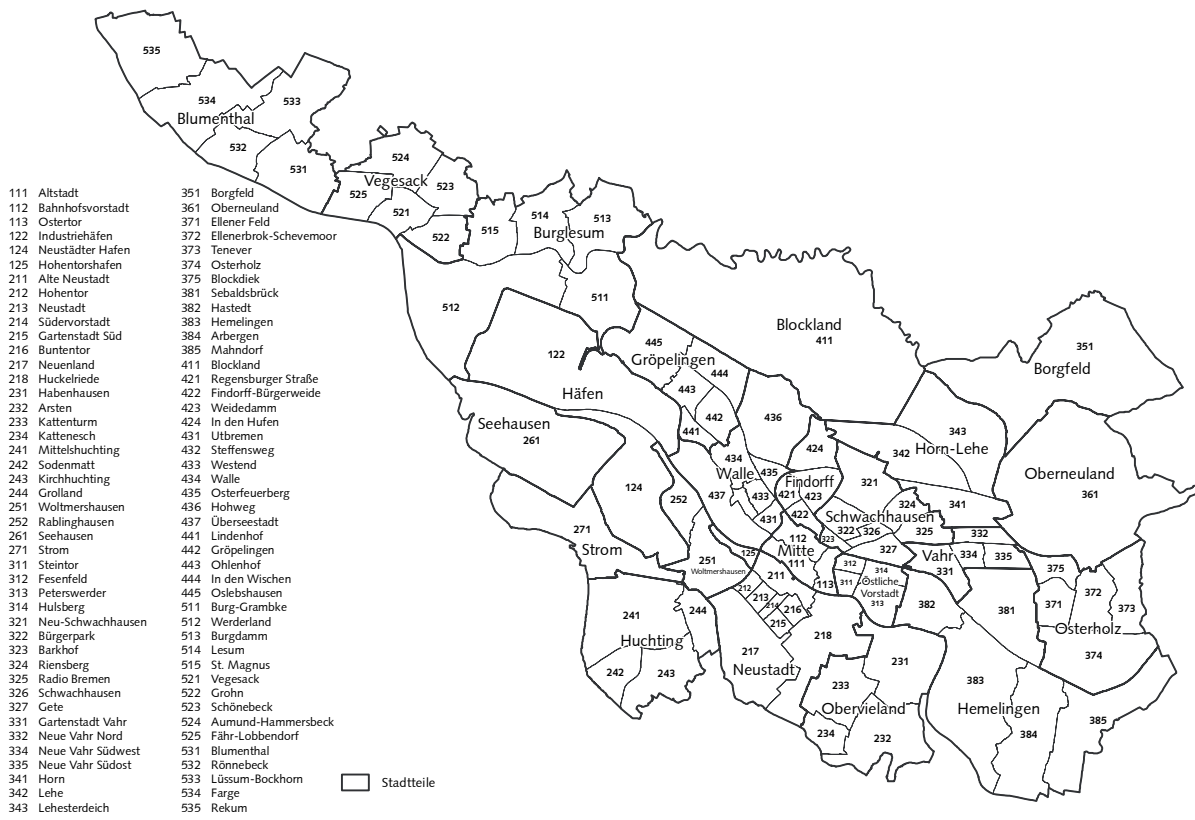 535
534
533
Blumenthal
532
531
524
Vegesack
523
525
521
522
515
514
513
Burglesum
512
511
122
445
Gröpelingen
444
443
442
441
Häfen
Blockland
411
351
Borgfeld
Seehausen
261
436
424
343
Horn-Lehe
342
341
Oberneuland
361
434
Walle
435
437
433
431
Findorff
421
423
422
321
324
Schwachhausen
322
326
325
323
327
332
Vahr
334
335
331
124
252
271
Strom
251
Woltmershausen
125
112
Mitte
111
113
312
311
314
Östliche
Vorstadt
313
382
381
375
371
372
373
Osterholz
374
212
211
213
214
216
215
241
244
Huchting
242
243
217
Neustadt
218
231
233
Obervieland
234
232
383
Hemelingen
384
385
111 Altstadt
112 Bahnhofsvorstadt
113 Ostertor
122 Industriehäfen
124 Neustädter Hafen
125 Hohentorshafen
211 Alte Neustadt
212 Hohentor
213 Neustadt
214 Südervorstadt
215 Gartenstadt Süd
216 Buntentor
217 Neuenland
218 Huckelriede
231 Habenhausen
232 Arsten
233 Kattenturm
234 Kattenesch
241 Mittelshuchting
242 Sodenmatt
243 Kirchhuchting
244 Grolland
251 Woltmershausen
252 Rablinghausen
261 Seehausen
271 Strom
311 Steintor
312 Fesenfeld
313 Peterswerder
314 Hulsberg
321 Neu-Schwachhausen
322 Bürgerpark
323 Barkhof
324 Riensberg
325 Radio Bremen
326 Schwachhausen
327 Gete
331 Gartenstadt Vahr
332 Neue Vahr Nord
334 Neue Vahr Südwest
335 Neue Vahr Südost
341 Horn
342 Lehe
343 Lehesterdeich
351 Borgfeld
361 Oberneuland
371 Ellener Feld
372 Ellenerbrok-Schevemoor
373 Tenever
374 Osterholz
375 Blockdiek
381 Sebaldsbrück
382 Hastedt
383 Hemelingen
384 Arbergen
385 Mahndorf
411 Blockland
421 Regensburger Straße
422 Findorff-Bürgerweide
423 Weidedamm
424 In den Hufen
431 Utbremen
432 Steffensweg
433 Westend
434 Walle
435 Osterfeuerberg
436 Hohweg
437 Überseestadt
441 Lindenhof
442 Gröpelingen
443 Ohlenhof
444 In den Wischen
445 Oslebshausen
511 Burg-Grambke
512 Werderland
513 Burgdamm
514 Lesum
515 St. Magnus
521 Vegesack
522 Grohn
523 Schönebeck
524 Aumund-Hammersbeck
525 Fähr-Lobbendorf
531 Blumenthal
532 Rönnebeck
533 Lüssum-Bockhorn
534 Farge
535 Rekum
Stadtteile